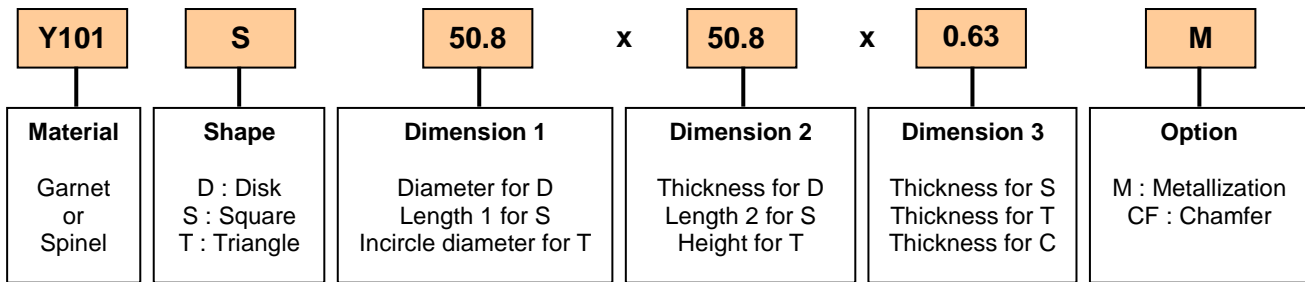 Y101 S 50.8 x 50.8 x 0.63 M
Material
Garnet
or
Spinel
Shape
D : Disk
S : Square
T : Triangle
Dimension 1
Diameter for D
Length 1 for S
Incircle diameter for T
Dimension 2
Thickness for D
Length 2 for S
Height for T
Dimension 3
Thickness for S
Thickness for T
Thickness for C
Option
M : Metallization
CF : Chamfer